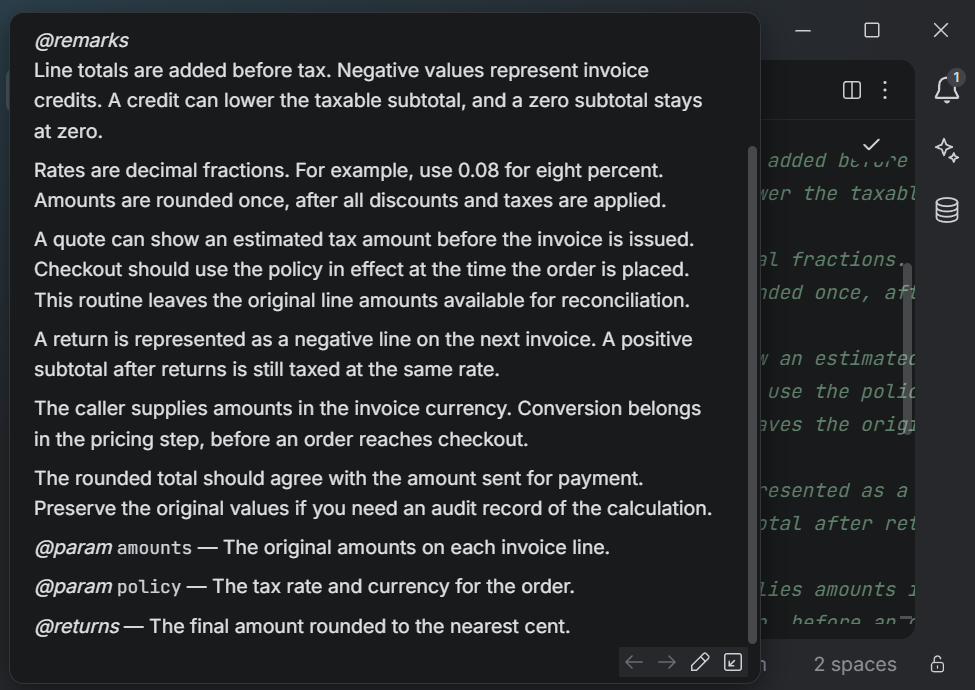 @remarks
Line totals are added before tax. Negative values represent invoice
credits. A credit can lower the taxable subtotal, and a zero subtotal stays
at zero.
Rates are decimal fractions. For example, use 0.08 for eight percent.
Amounts are rounded once, after all discounts and taxes are applied.
A quote can show an estimated tax amount before the invoice is issued.
Checkout should use the policy in effect at the time the order is placed.
This routine leaves the original line amounts available for reconciliation.
A return is represented as a negative line on the next invoice. A positive
subtotal after returns is still taxed at the same rate.
The caller supplies amounts in the invoice currency. Conversion belongs
in the pricing step, before an order reaches checkout.
The rounded total should agree with the amount sent for payment.
Preserve the original values if you need an audit record of the calculation.
@param amounts — The original amounts on each invoice line.
@param policy — The tax rate and currency for the order.
@returns — The final amount rounded to the nearest cent.
1
added before
the taxabl
fractions.
once, aft
an estimated
use the polic
the origi
as a
after ret
amounts i
before an
2 spaces